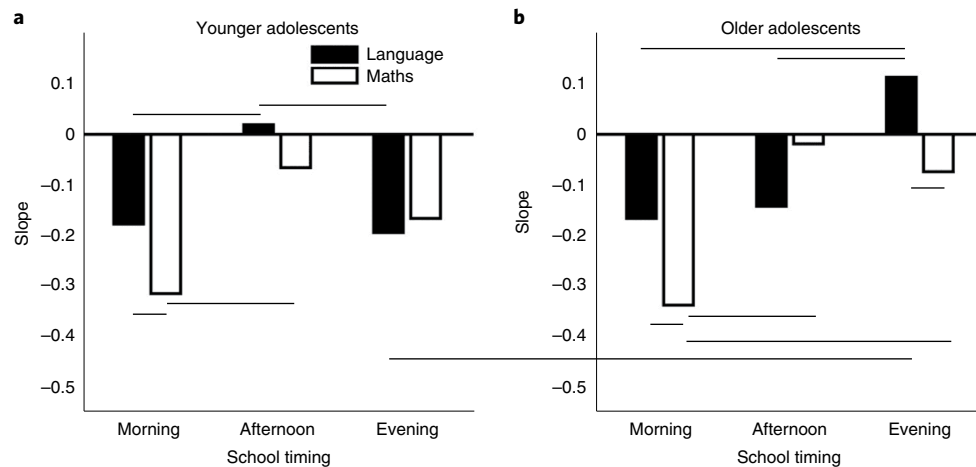 a
Younger adolescents
Language
Maths
0.1
0
–0.1
–0.2
–0.3
–0.4
–0.5
Slope
Morning Afternoon Evening
School timing
b
Older adolescents
0.1
0
–0.1
–0.2
–0.3
–0.4
–0.5
Slope
Morning Afternoon Evening
School timing